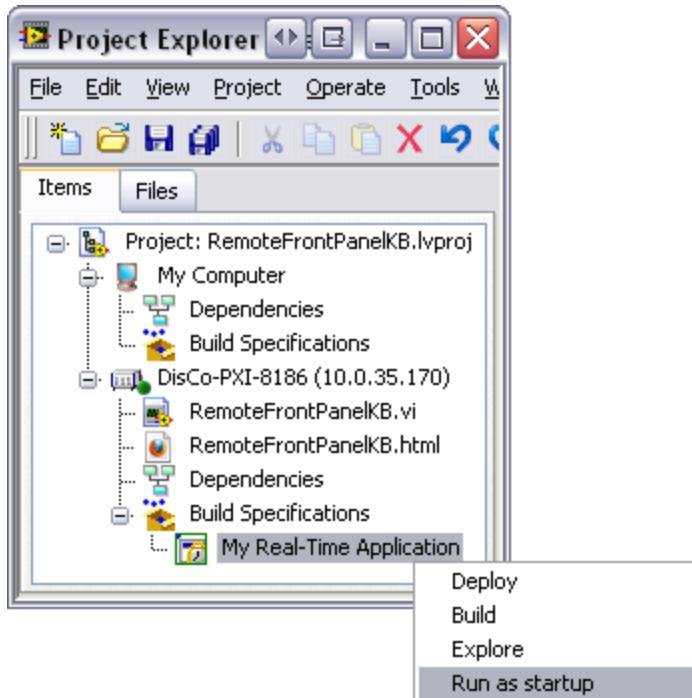 Project Explorer
File Edit View Project Operate Tools W
Items Files
Project: RemoteFrontPanelKB.lvproj
My Computer
Dependencies
Build Specifications
DisCo-PXI-8186 (10.0.35.170)
RemoteFrontPanelKB.vi
RemoteFrontPanelKB.html
Dependencies
Build Specifications
My Real-Time Application
Deploy
Build
Explore
Run as startup